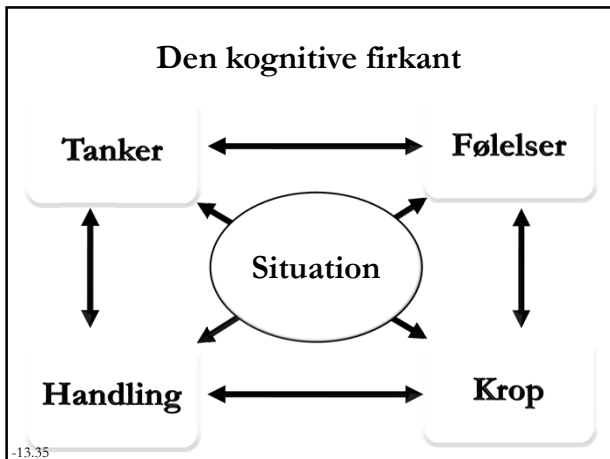 Den kognitive firkant
Tanker
Følelser
Situation
Handling
Krop
-13.35